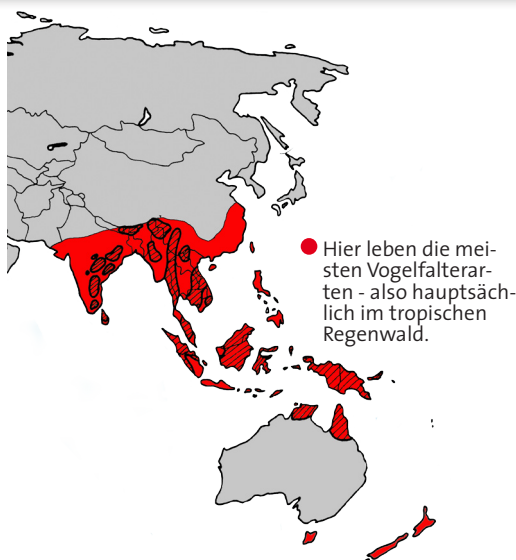 Hier leben die mei-
sten Vogelfalterar-
ten - also hauptsäch-
lich im tropischen
Regenwald.